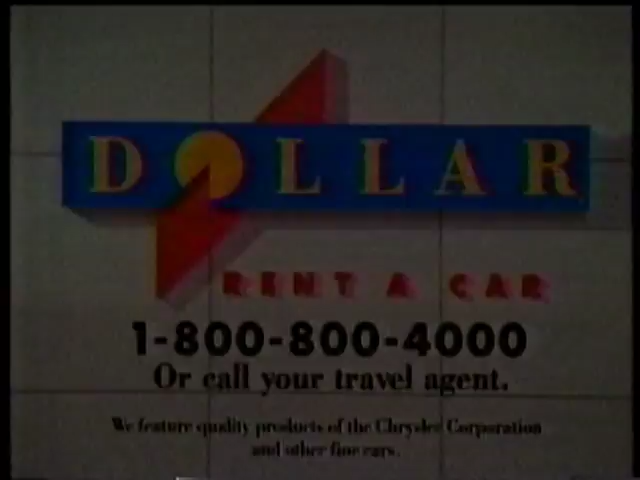 DOLLAR
RENT A CAR
1-800-800-4000
Or call your travel agent.
We feature quality products of the Chrysler Corporation
and other fine cars.